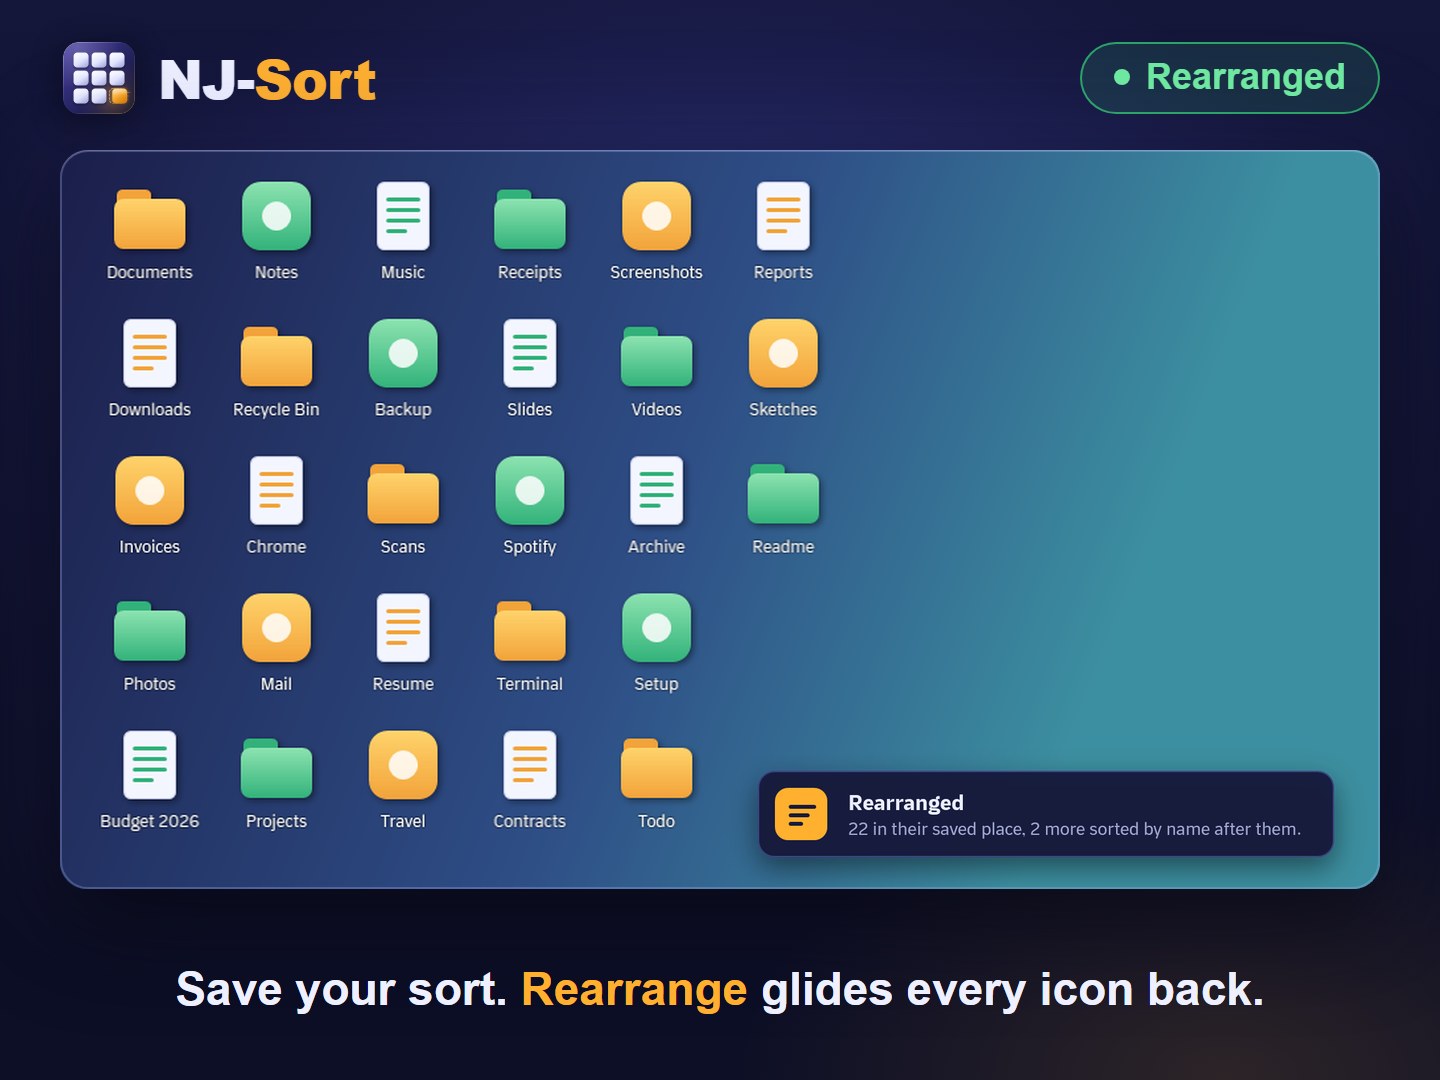 NJ-Sort
Rearranged
Documents Notes Music Receipts Screenshots Reports
Downloads Recycle Bin Backup Slides Videos Sketches
Invoices Chrome Scans Spotify Archive Readme
Photos Mail Resume Terminal Setup
Budget 2026 Projects Travel Contracts Todo
Rearranged
22 in their saved place, 2 more sorted by name after them.
Save your sort. Rearrange glides every icon back.